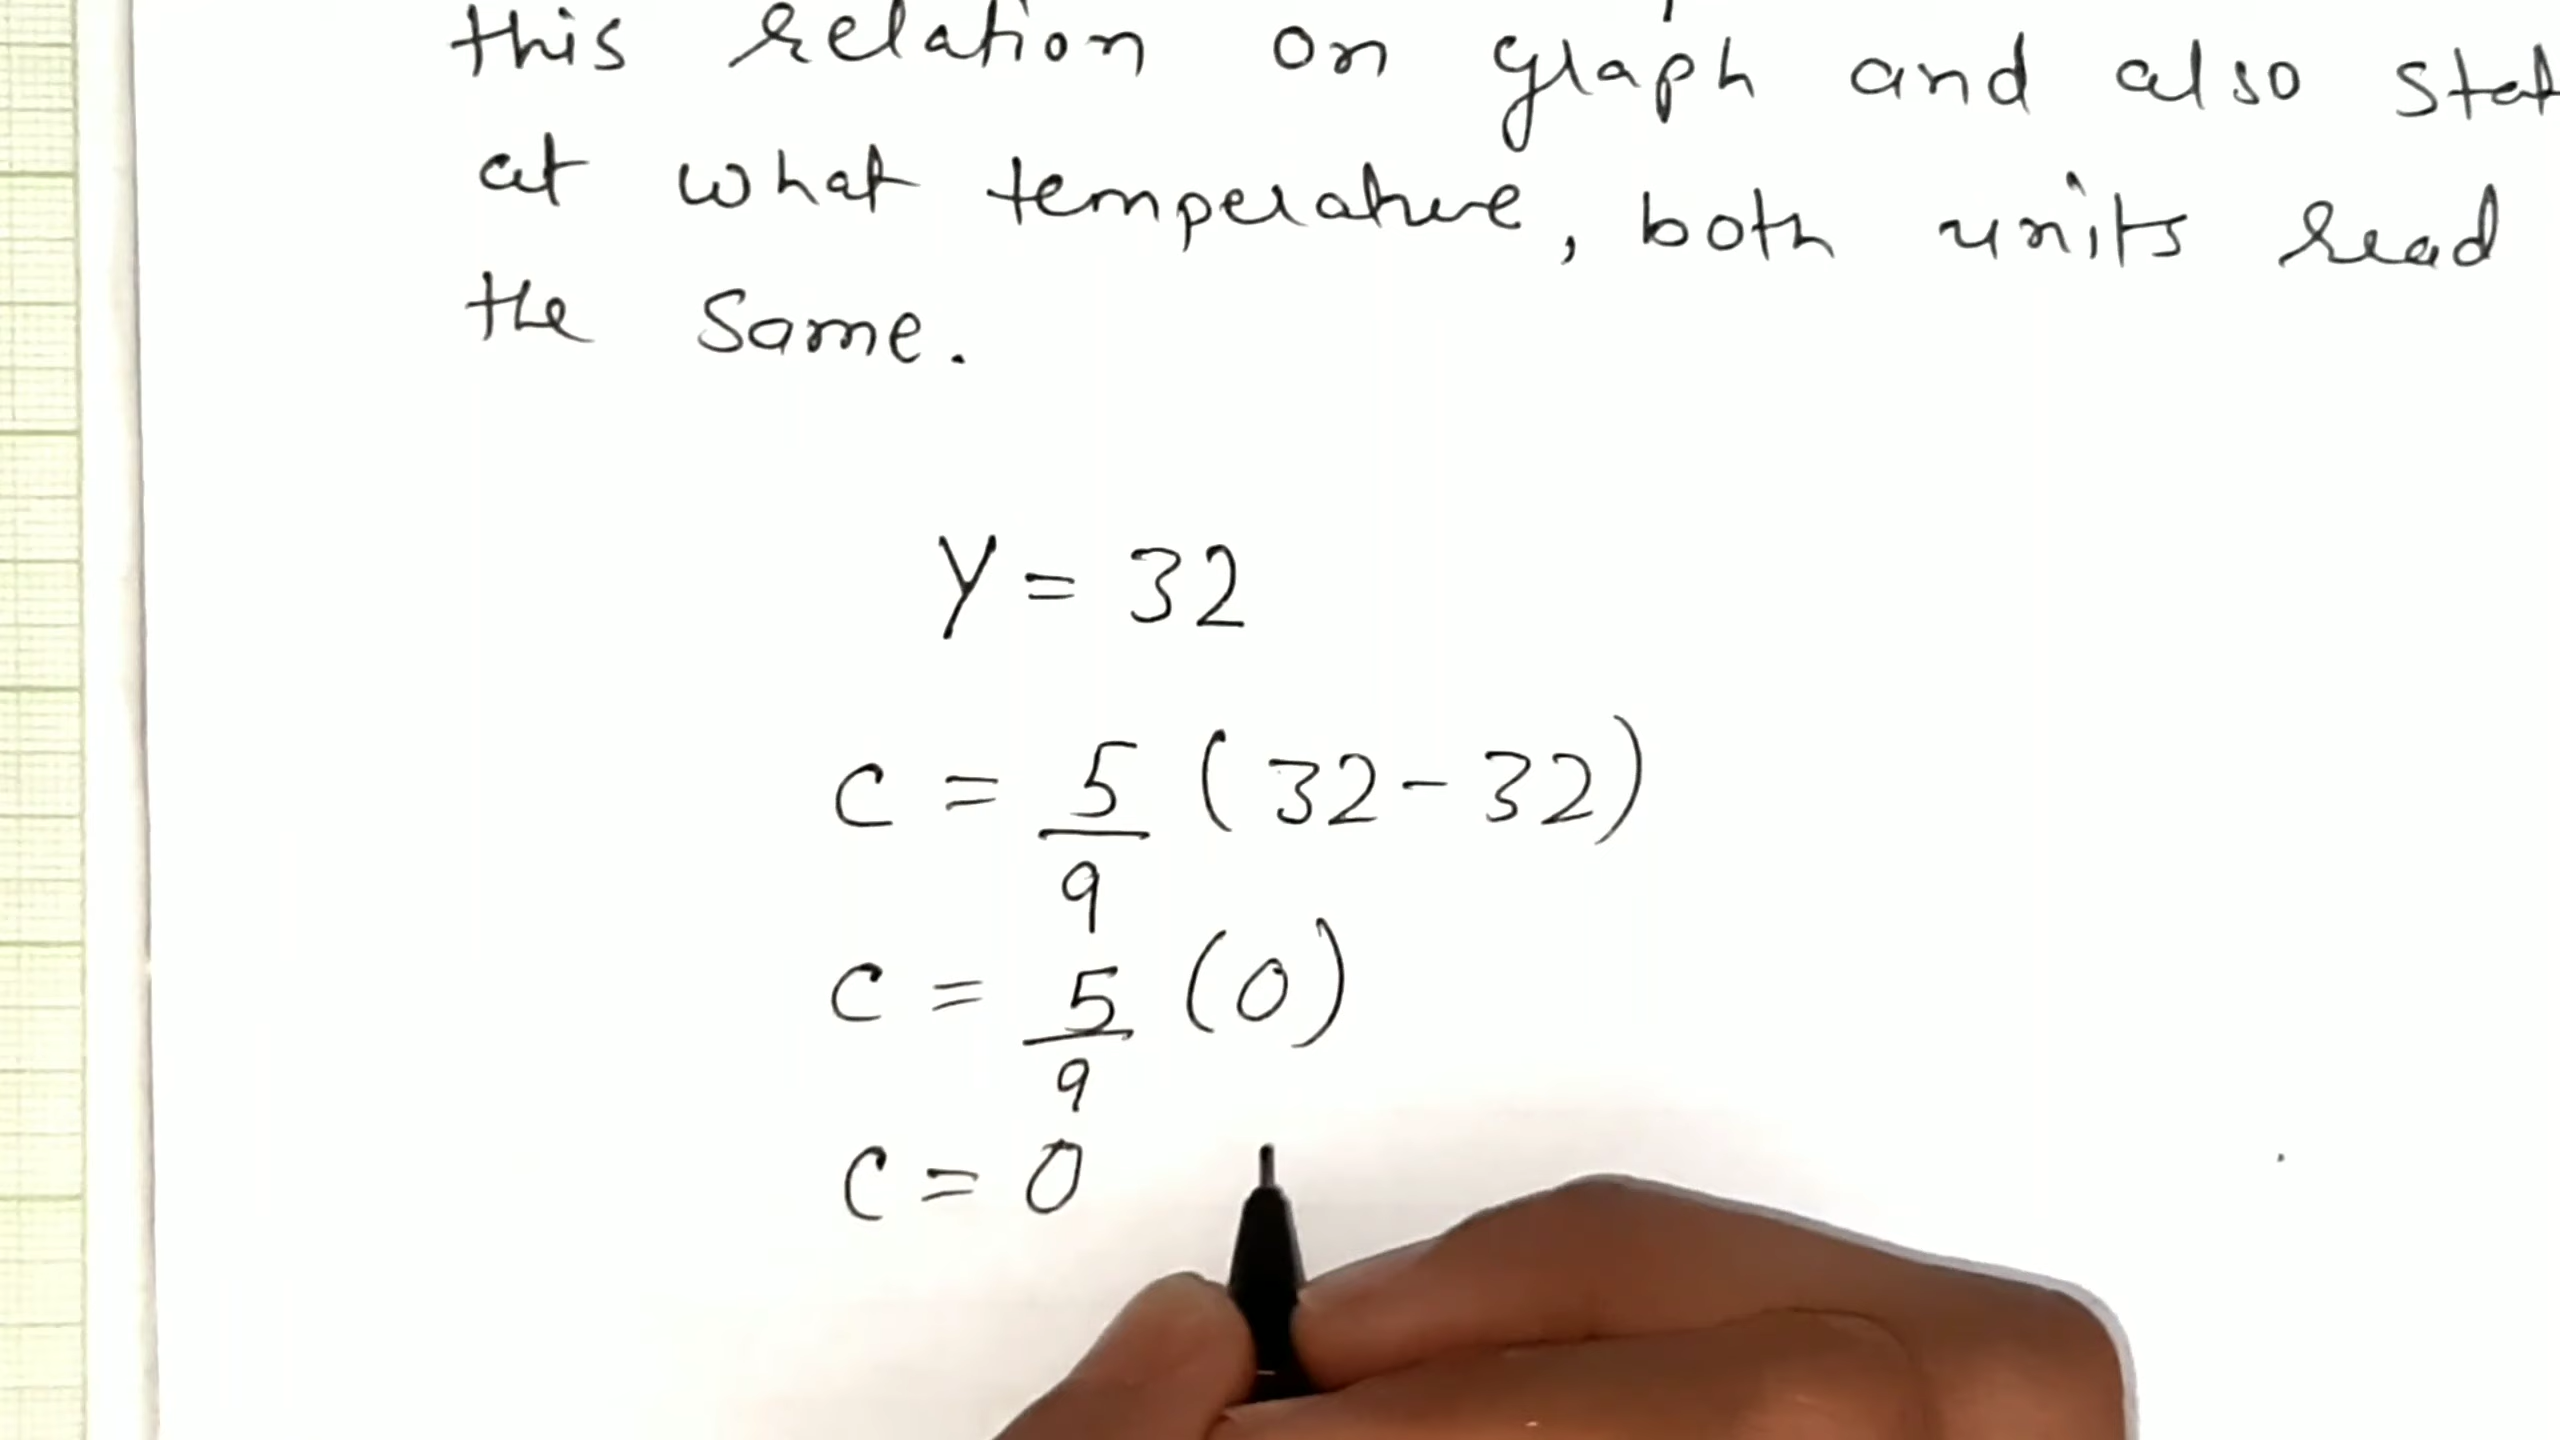 this relation on graph and also stat
at what temperature, both units read
the same.
y = 32
C = 5/9 (32 - 32)
C = 5/9 (0)
C = 0